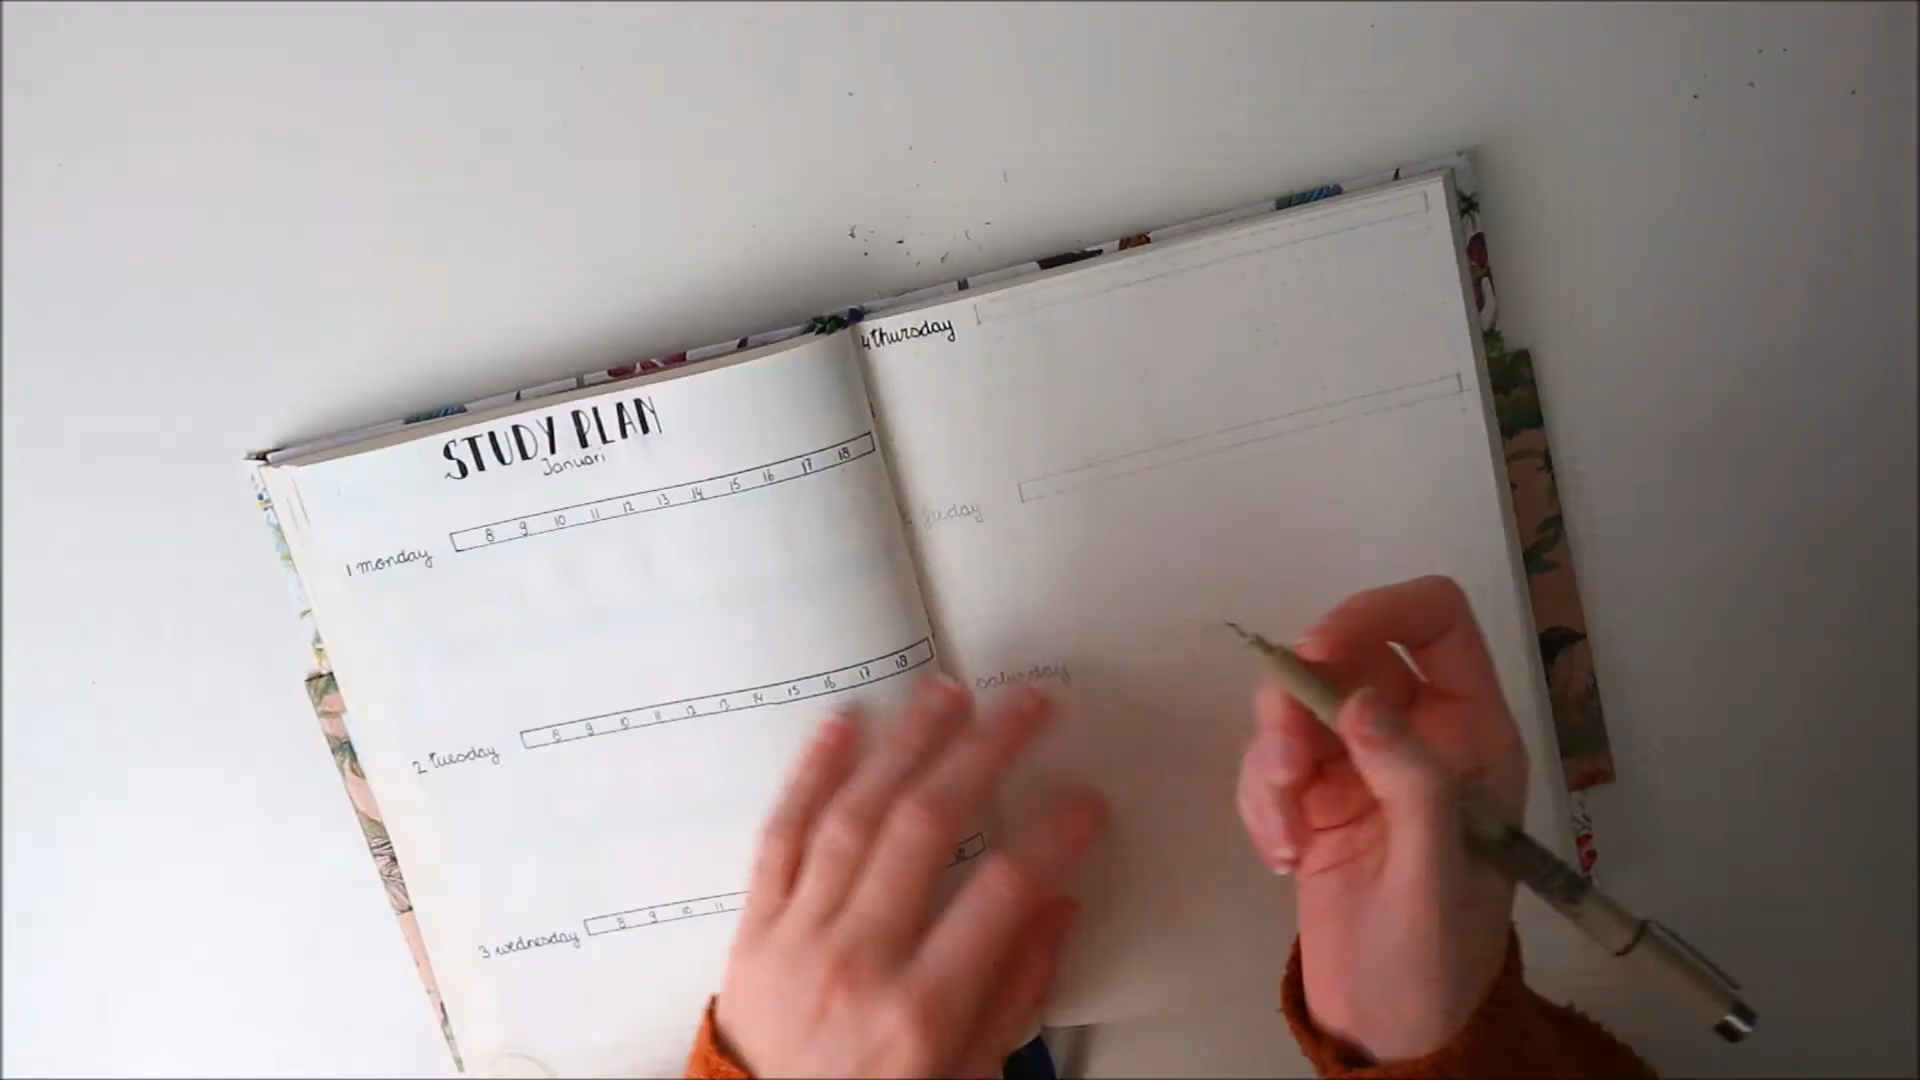 STUDY PLAN
Januari
8 9 10 11 12 13 14 15 16 17 18
1 monday
8 9 10 11 12 13 14 15 16 17 18
2 tuesday
8 9 10 11
3 wednesday
4 thursday
friday
saturday